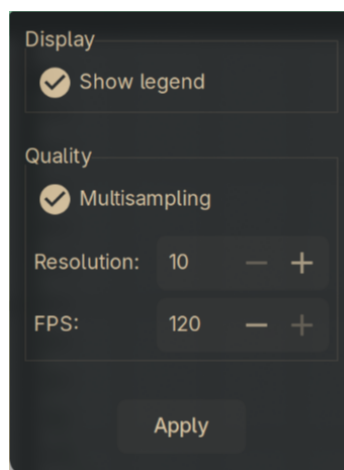 Display
Show legend
Quality
Multisampling
Resolution: 10 − +
FPS: 120 − +
Apply